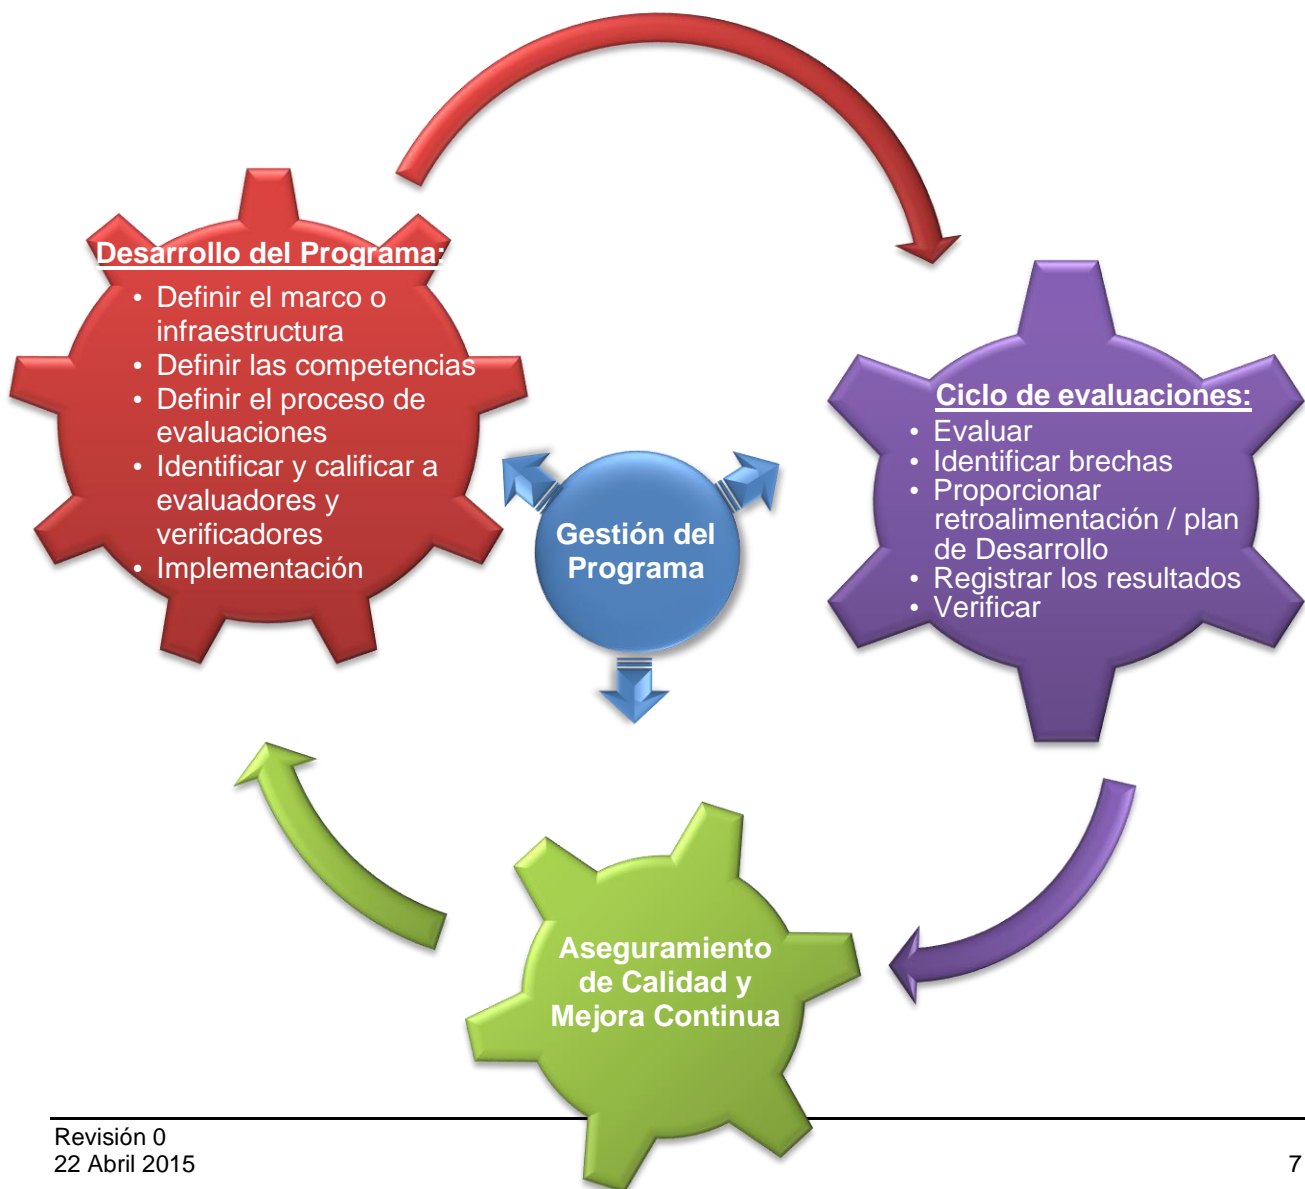 Desarrollo del Programa:
• Definir el marco o
infraestructura
• Definir las competencias
• Definir el proceso de
evaluaciones
• Identificar y calificar a
evaluadores y
verificadores
• Implementación
Ciclo de evaluaciones:
• Evaluar
• Identificar brechas
• Proporcionar
retroalimentación / plan
de Desarrollo
• Registrar los resultados
• Verificar
Gestión del
Programa
Aseguramiento
de Calidad y
Mejora Continua
Revisión 0
22 Abril 2015
7